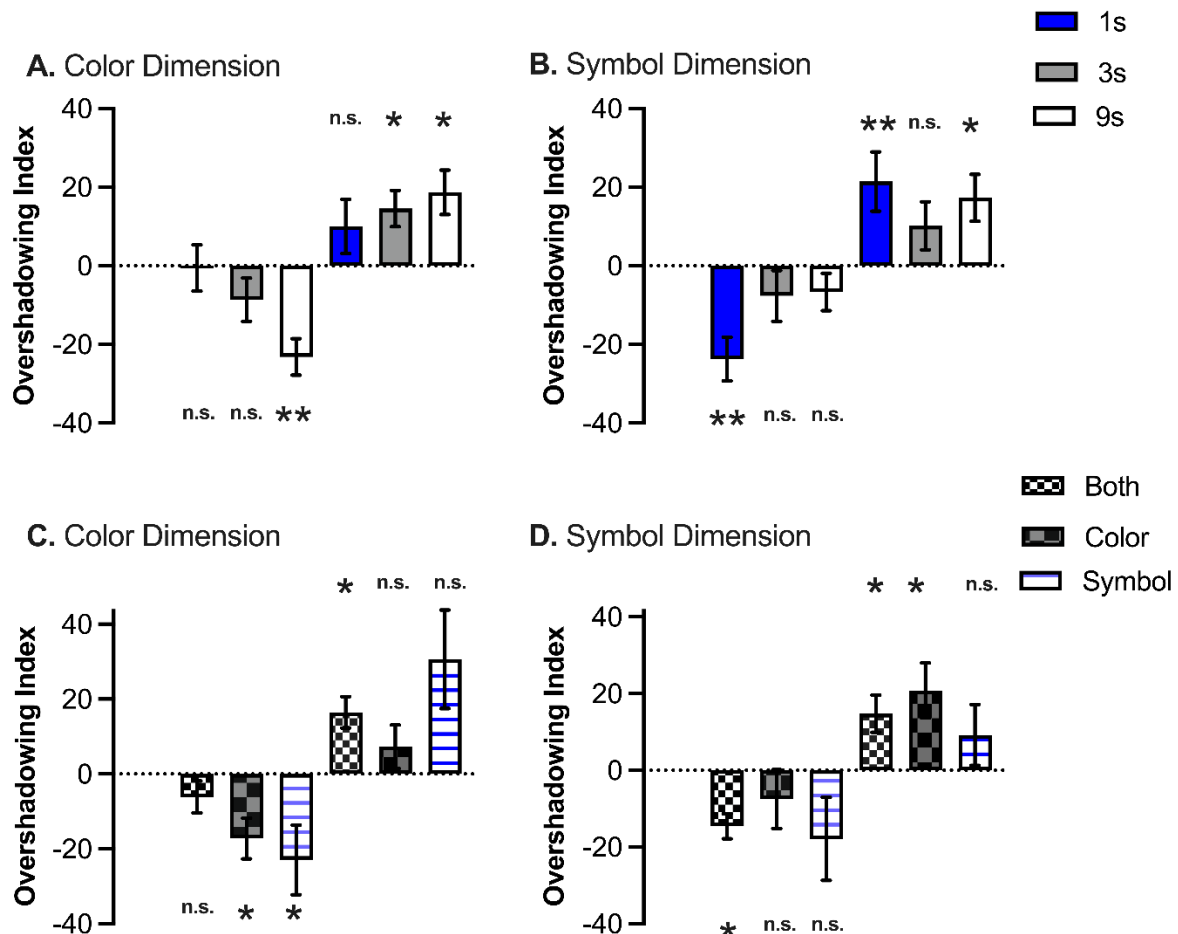 1s
A. Color Dimension
B. Symbol Dimension
3s
9s
Overshadowing Index
40
20
0
-20
-40
n.s. * *
n.s. n.s. **
Overshadowing Index
40
20
0
-20
-40
** n.s. *
** n.s. n.s.
Both
C. Color Dimension
D. Symbol Dimension
Color
Symbol
Overshadowing Index
40
20
0
-20
-40
* n.s. n.s.
n.s. * *
Overshadowing Index
40
20
0
-20
-40
* * n.s.
* n.s. n.s.